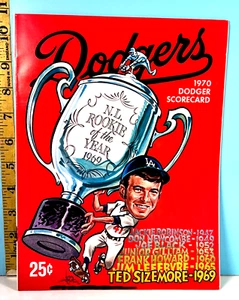 Dodgers
1970
DODGER
SCORECARD
N.L.
ROOKIE
of the
YEAR
1969
LA
JACKIE ROBINSON-1947
DON NEWCOMBE-1949
JOE BLACK-1952
JUNIOR GILLIAM-1953
FRANK HOWARD-1960
JIM LEFEBVRE-1965
TED SIZEMORE-1969
25¢